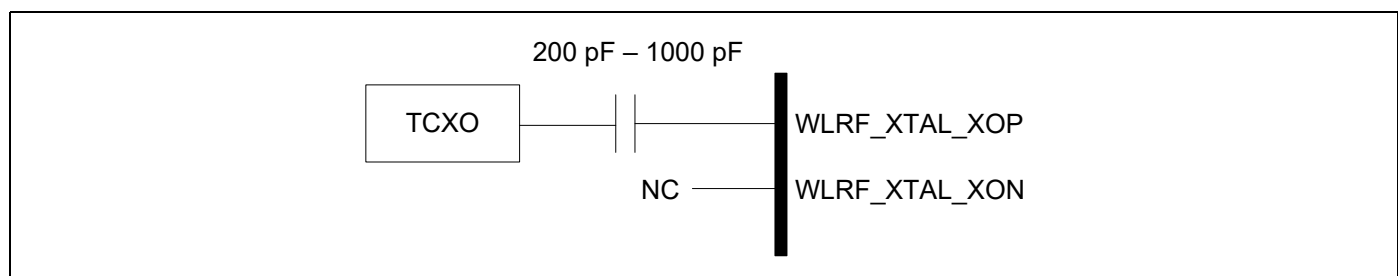 200 pF – 1000 pF
TCXO
WLRF_XTAL_XOP
NC
WLRF_XTAL_XON